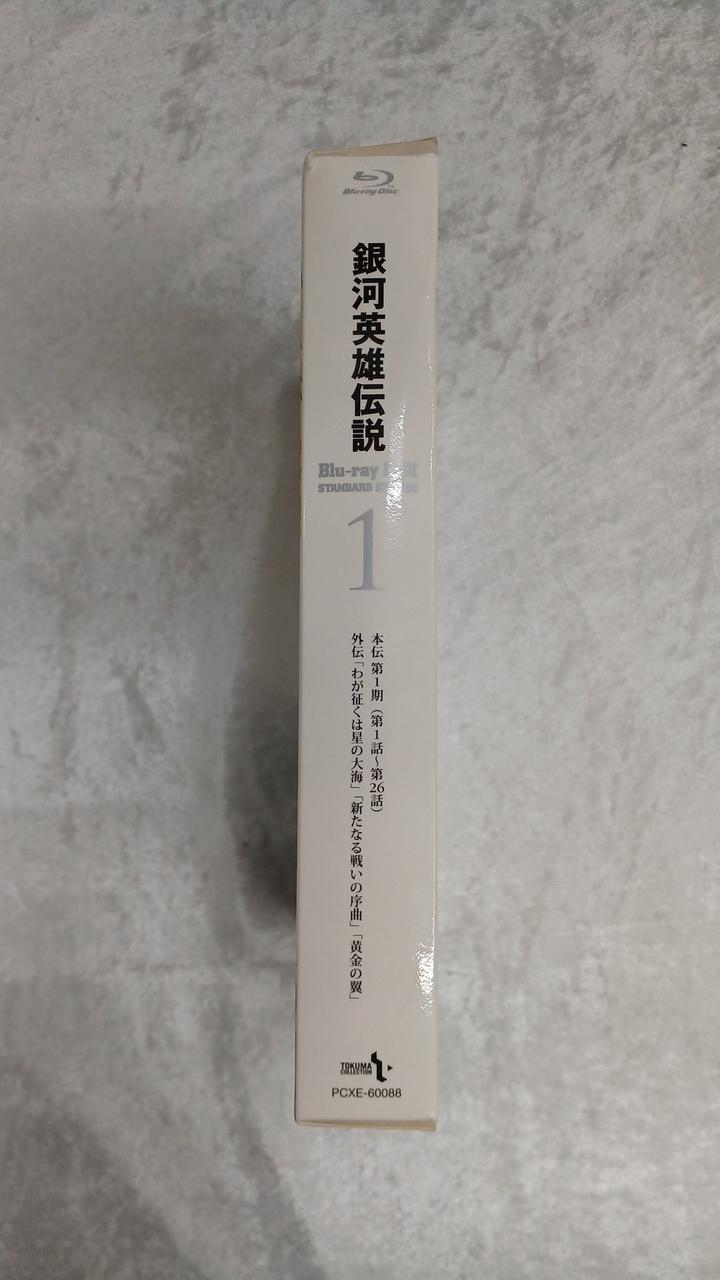 Blu-ray Disc
銀河英雄伝説
Blu-ray
STANDARD
1
本伝 第1期（第1話～第26話）
外伝「わが征くは星の大海」「新たなる戦いの序曲」「黄金の翼」
TOKUMA
COLLECTION
PCXE-60088